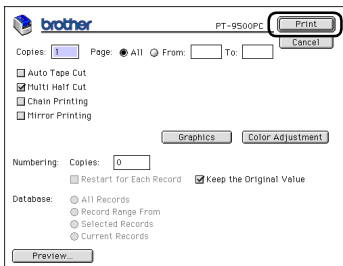 brother PT-9500PC Print
Copies: 1 Page: All From: To: Cancel
Auto Tape Cut
Multi Half Cut
Chain Printing
Mirror Printing
Graphics Color Adjustment
Numbering: Copies: 0
Restart for Each Record Keep the Original Value
Database: All Records
Record Range From
Selected Records
Current Records
Preview...